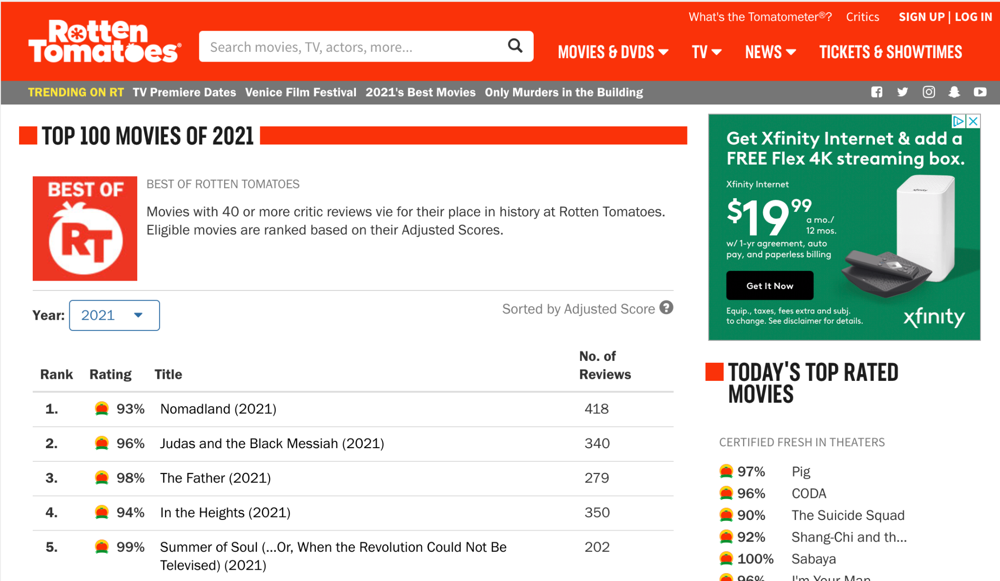 What's the Tomatometer®? Critics SIGN UP | LOG IN
Rotten
Tomatoes®
Search movies, TV, actors, more...
MOVIES & DVDS TV NEWS TICKETS & SHOWTIMES
TRENDING ON RT TV Premiere Dates Venice Film Festival 2021's Best Movies Only Murders in the Building
TOP 100 MOVIES OF 2021
BEST OF
RT
BEST OF ROTTEN TOMATOES
Movies with 40 or more critic reviews vie for their place in history at Rotten Tomatoes.
Eligible movies are ranked based on their Adjusted Scores.
Year: 2021
Sorted by Adjusted Score ?
Rank Rating Title No. of
Reviews
1. 93% Nomadland (2021) 418
2. 96% Judas and the Black Messiah (2021) 340
3. 98% The Father (2021) 279
4. 94% In the Heights (2021) 350
5. 99% Summer of Soul (...Or, When the Revolution Could Not Be 202
Televised) (2021)
Get Xfinity Internet & add a
FREE Flex 4K streaming box.
Xfinity Internet
$19 99
a mo./
12 mos.
w/ 1-yr agreement, auto
pay, and paperless billing
Get It Now
Equip., taxes, fees extra and subj.
to change. See disclaimer for details.
xfinity
xfinity
TODAY'S TOP RATED
MOVIES
CERTIFIED FRESH IN THEATERS
97% Pig
96% CODA
90% The Suicide Squad
92% Shang-Chi and th...
100% Sabaya
96% I'm Your Man